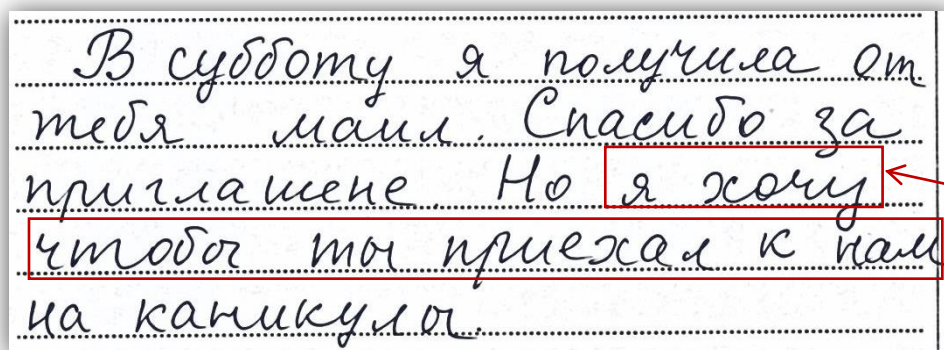 В субботу я получила от
тебя маил. Спасибо за
приглашене. Но я хочу
чтобы ты приехал к нам
на каникулы.